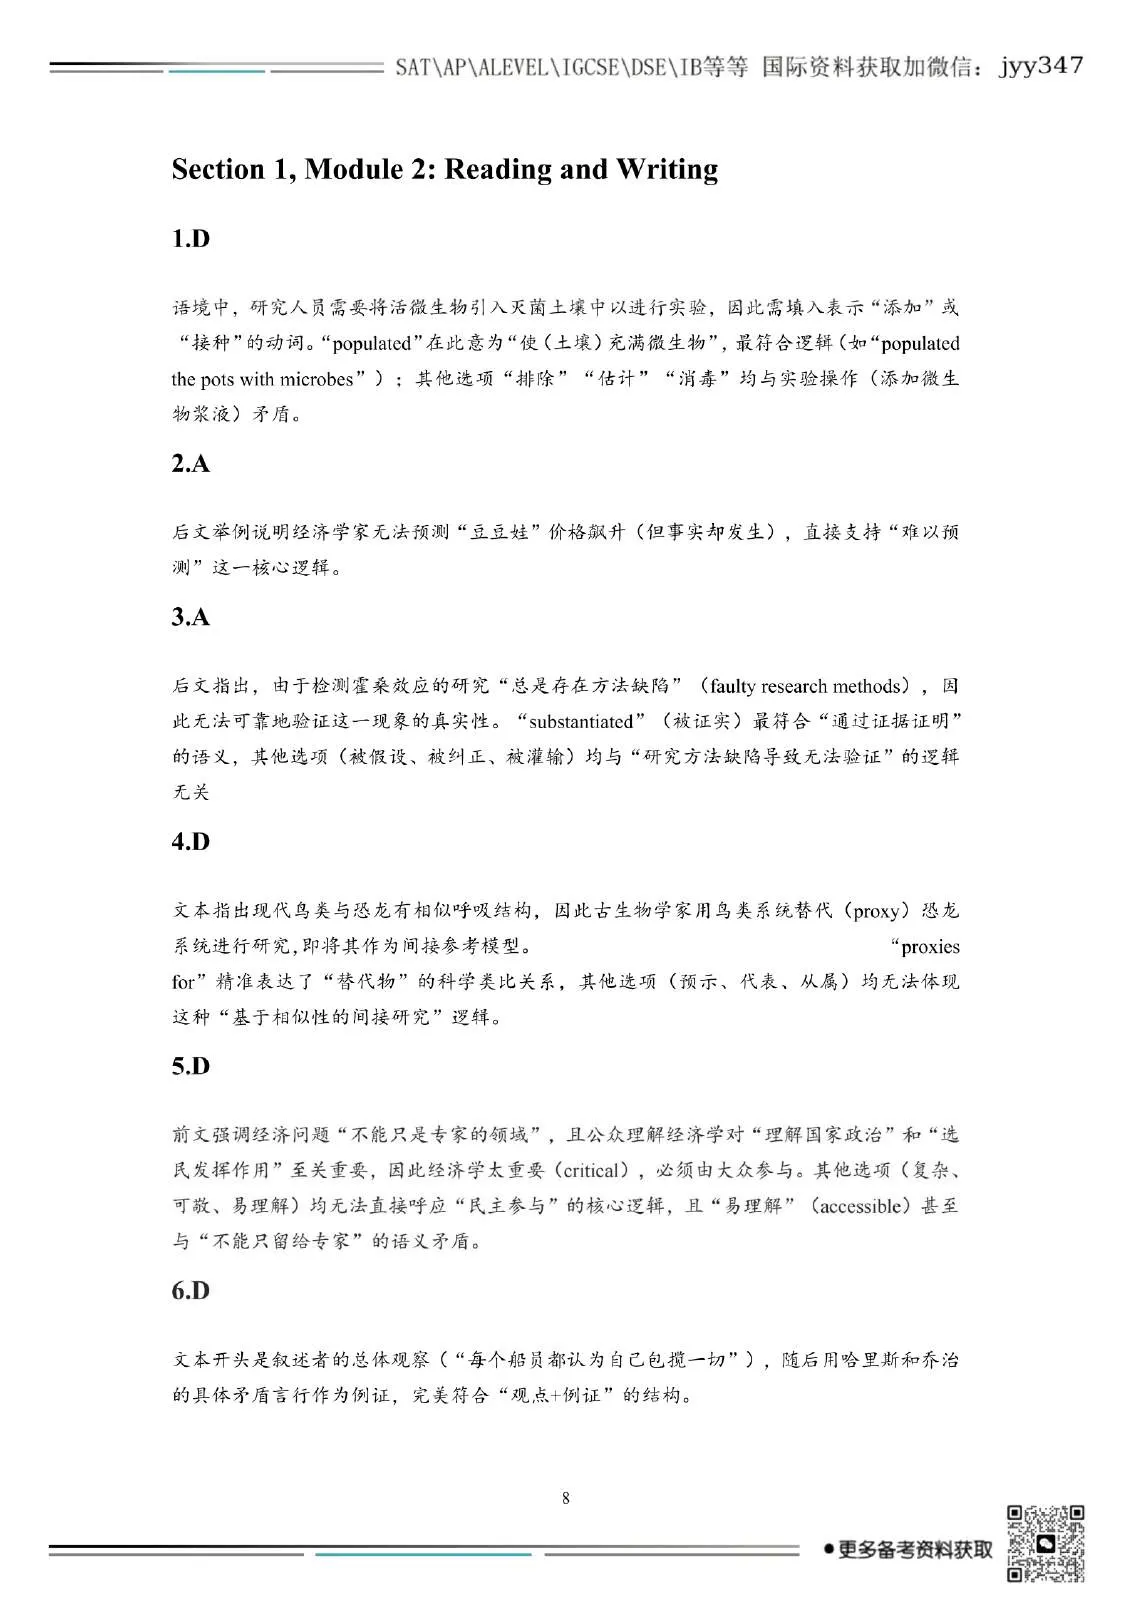 SAT\AP\ALEVEL\IGCSE\DSE\IB等等 国际资料获取加微信：jyy347
Section 1, Module 2: Reading and Writing
1.D
语境中，研究人员需要将活微生物引入灭菌土壤中以进行实验，因此需填入表示“添加”或
“接种”的动词。“populated”在此意为“使（土壤）充满微生物”，最符合逻辑（如“populated
the pots with microbes”）；其他选项“排除”“估计”“消毒”均与实验操作（添加微生
物浆液）矛盾。
2.A
后文举例说明经济学家无法预测“豆豆娃”价格飙升（但事实却发生），直接支持“难以预
测”这一核心逻辑。
3.A
后文指出，由于检测霍桑效应的研究“总是存在方法缺陷”（faulty research methods），因
此无法可靠地验证这一现象的真实性。“substantiated”（被证实）最符合“通过证据证明”
的语义，其他选项（被假设、被纠正、被灌输）均与“研究方法缺陷导致无法验证”的逻辑
无关
4.D
文本指出现代鸟类与恐龙有相似呼吸结构，因此古生物学家用鸟类系统替代（proxy）恐龙
系统进行研究，即将其作为间接参考模型。 “proxies
for”精准表达了“替代物”的科学类比关系，其他选项（预示、代表、从属）均无法体现
这种“基于相似性的间接研究”逻辑。
5.D
前文强调经济问题“不能只是专家的领域”，且公众理解经济学对“理解国家政治”和“选
民发挥作用”至关重要，因此经济学太重要（critical），必须由大众参与。其他选项（复杂、
可敬、易理解）均无法直接呼应“民主参与”的核心逻辑，且“易理解”（accessible）甚至
与“不能只留给专家”的语义矛盾。
6.D
文本开头是叙述者的总体观察（“每个船员都认为自己包揽一切”），随后用哈里斯和乔治
的具体矛盾言行作为例证，完美符合“观点+例证”的结构。
8
●更多备考资料获取